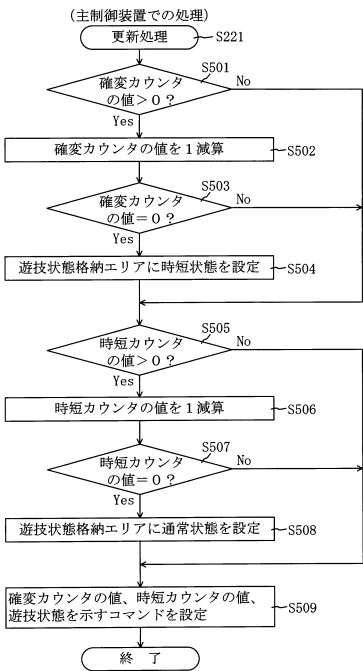 (主制御装置での処理)
更新処理
S221
S501
確変カウンタ
の値>0?
No
Yes
確変カウンタの値を1減算
S502
S503
確変カウンタ
の値=0?
No
Yes
遊技状態格納エリアに時短状態を設定
S504
S505
時短カウンタ
の値>0?
No
Yes
時短カウンタの値を1減算
S506
S507
時短カウンタ
の値=0?
No
Yes
遊技状態格納エリアに通常状態を設定
S508
確変カウンタの値、時短カウンタの値、
遊技状態を示すコマンドを設定
S509
終 了